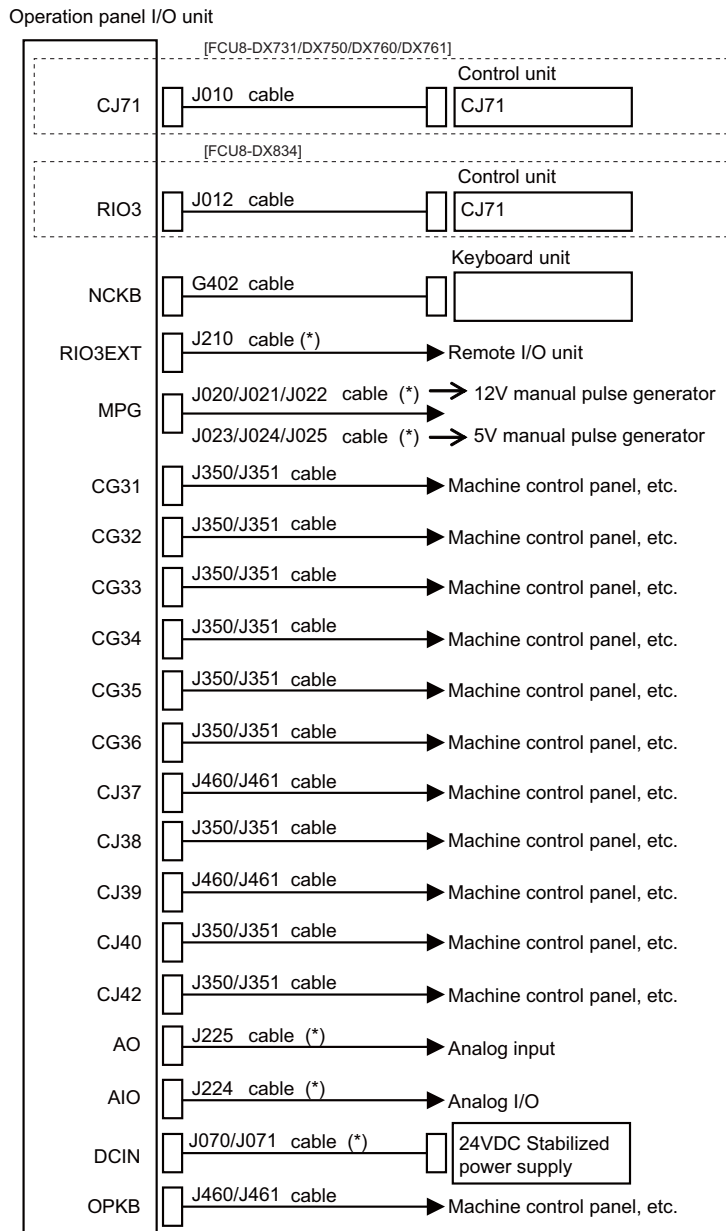 Operation panel I/O unit
[FCU8-DX731/DX750/DX760/DX761]
Control unit
CJ71 J010 cable CJ71
[FCU8-DX834]
Control unit
RIO3 J012 cable CJ71
Keyboard unit
NCKB G402 cable
RIO3EXT J210 cable (*) Remote I/O unit
J020/J021/J022 cable (*) 12V manual pulse generator
MPG
J023/J024/J025 cable (*) 5V manual pulse generator
CG31 J350/J351 cable Machine control panel, etc.
CG32 J350/J351 cable Machine control panel, etc.
CG33 J350/J351 cable Machine control panel, etc.
CG34 J350/J351 cable Machine control panel, etc.
CG35 J350/J351 cable Machine control panel, etc.
CG36 J350/J351 cable Machine control panel, etc.
CJ37 J460/J461 cable Machine control panel, etc.
CJ38 J350/J351 cable Machine control panel, etc.
CJ39 J460/J461 cable Machine control panel, etc.
CJ40 J350/J351 cable Machine control panel, etc.
CJ42 J350/J351 cable Machine control panel, etc.
AO J225 cable (*) Analog input
AIO J224 cable (*) Analog I/O
DCIN J070/J071 cable (*) 24VDC Stabilized
power supply
OPKB J460/J461 cable Machine control panel, etc.